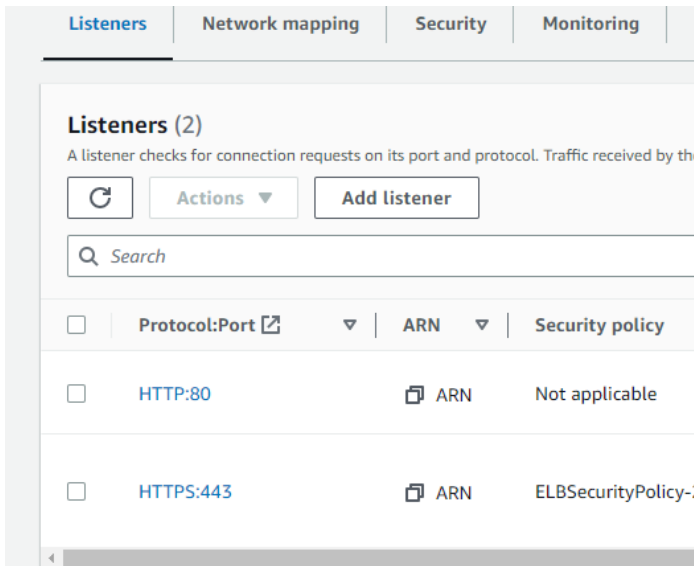 Listeners Network mapping Security Monitoring
Listeners (2)
A listener checks for connection requests on its port and protocol. Traffic received by the
Actions Add listener
Search
Protocol:Port ARN Security policy
HTTP:80 ARN Not applicable
HTTPS:443 ARN ELBSecurityPolicy-2